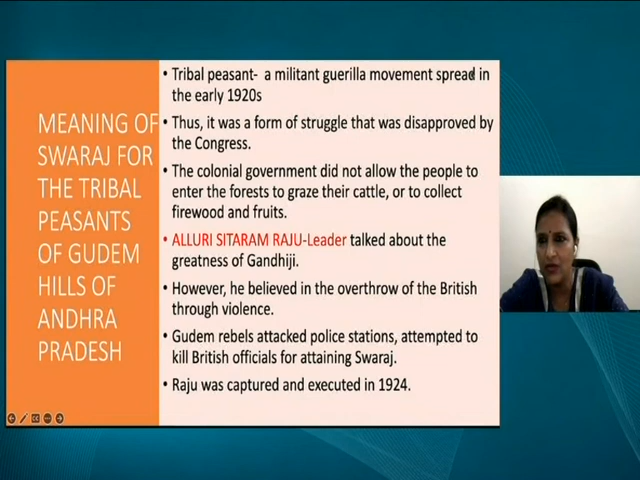 MEANING OF
SWARAJ FOR
THE TRIBAL
PEASANTS
OF GUDEM
HILLS OF
ANDHRA
PRADESH
• Tribal peasant- a militant guerilla movement spread in
the early 1920s
• Thus, it was a form of struggle that was disapproved by
the Congress.
• The colonial government did not allow the people to
enter the forests to graze their cattle, or to collect
firewood and fruits.
• ALLURI SITARAM RAJU-Leader talked about the
greatness of Gandhiji.
• However, he believed in the overthrow of the British
through violence.
• Gudem rebels attacked police stations, attempted to
kill British officials for attaining Swaraj.
• Raju was captured and executed in 1924.